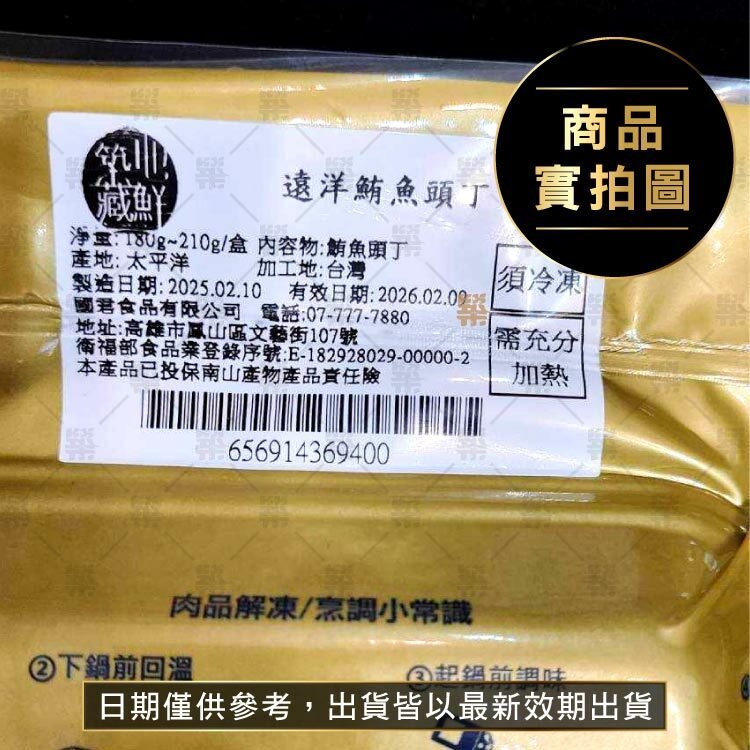 商品
實拍圖
築 小
藏 鮮
遠洋鮪魚頭丁
淨重:180g~210g/盒 內容物:鮪魚頭丁
產地: 太平洋 加工地:台灣
製造日期:2025.02.10 有效日期:2026.02.09
國君食品有限公司 電話:07-777-7880
地址:高雄市鳳山區文藝街107號
衛福部食品業登錄序號:E-182928029-00000-2
本產品已投保南山產物產品責任險
須冷凍
需充分
加熱
656914369400
肉品解凍/烹調小常識
②下鍋前回溫
③起鍋前調味
日期僅供參考，出貨皆以最新效期出貨